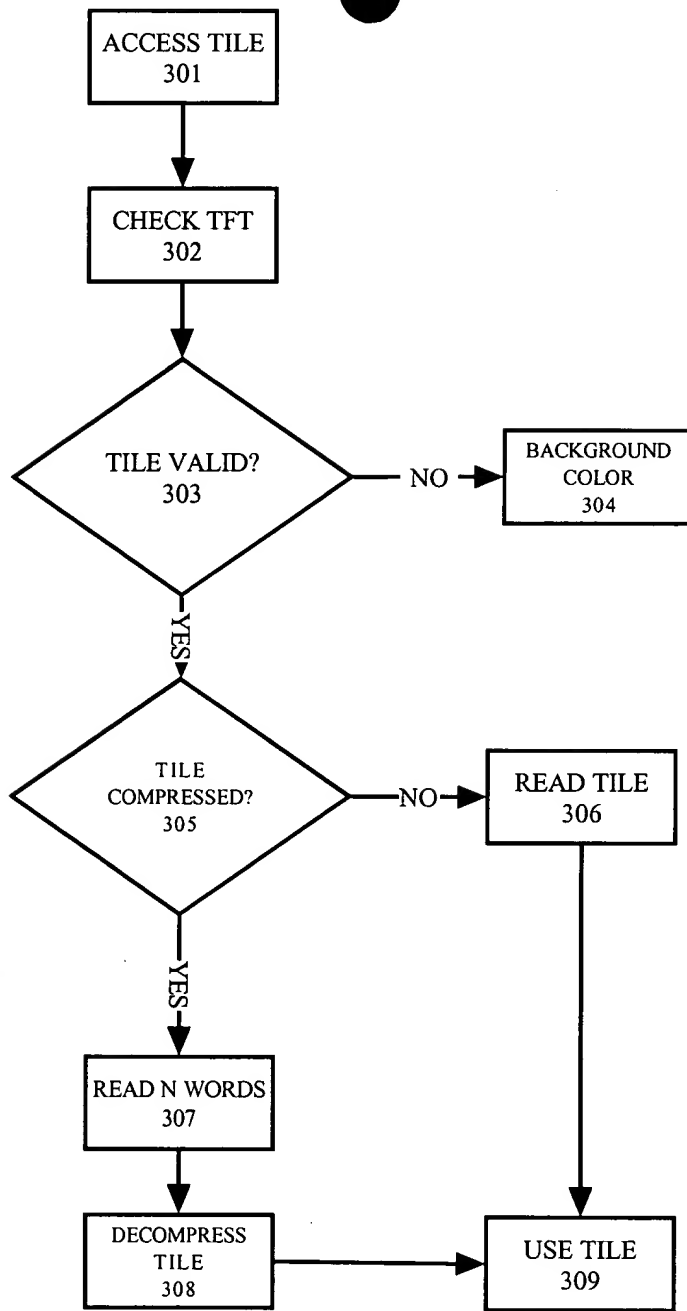 ACCESS TILE
301
CHECK TFT
302
TILE VALID?
303
NO
BACKGROUND
COLOR
304
YES
TILE
COMPRESSED?
305
NO
READ TILE
306
YES
READ N WORDS
307
DECOMPRESS
TILE
308
USE TILE
309